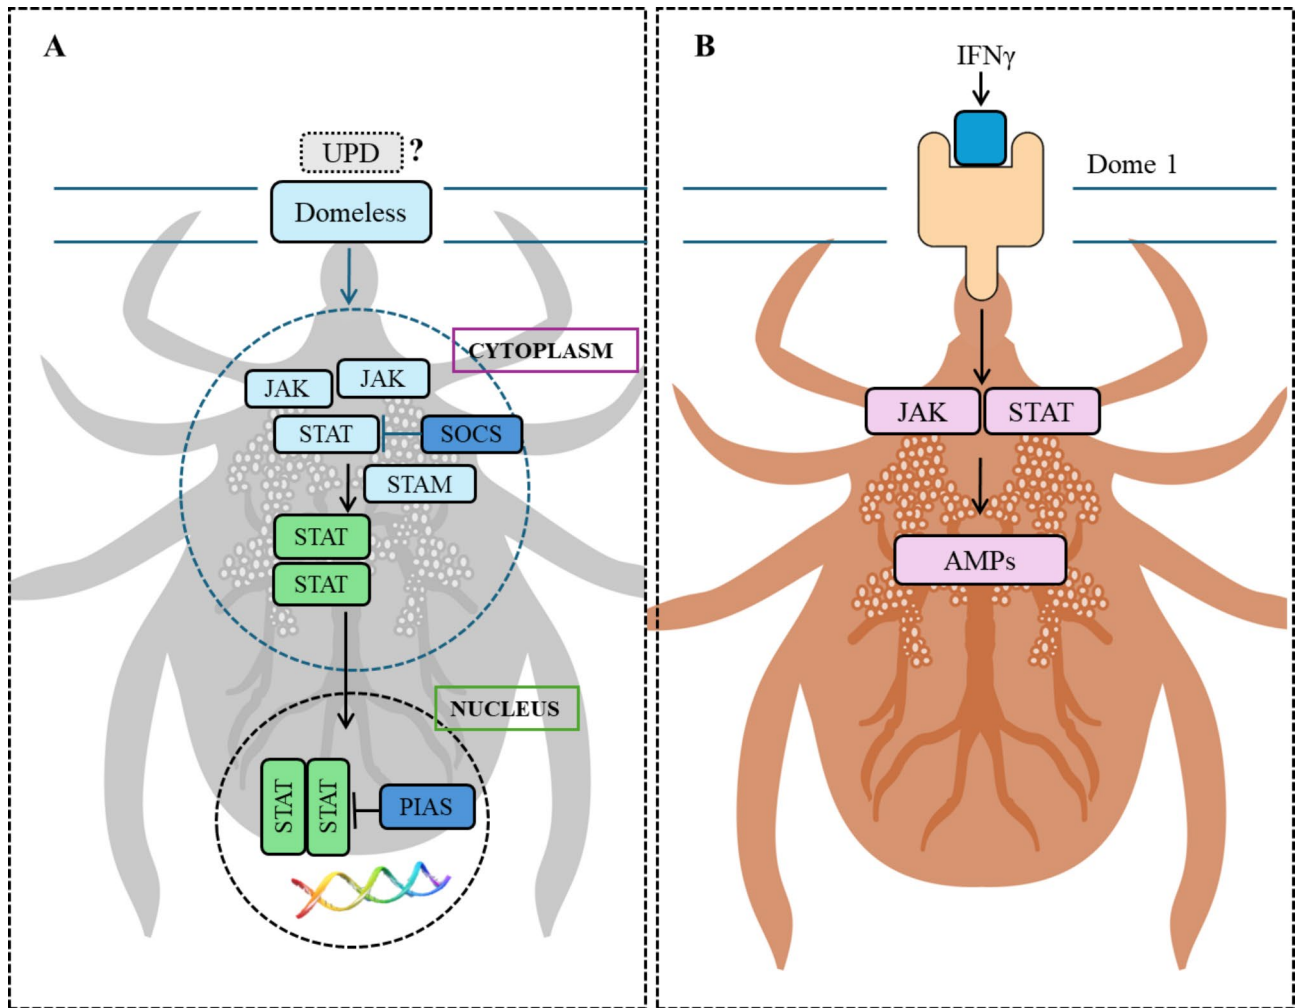 A
UPD ?
Domeless
CYTOPLASM
JAK
JAK
STAT
SOCS
STAM
STAT
STAT
NUCLEUS
STAT
STAT
PIAS
B
IFNγ
Dome 1
JAK
STAT
AMPs